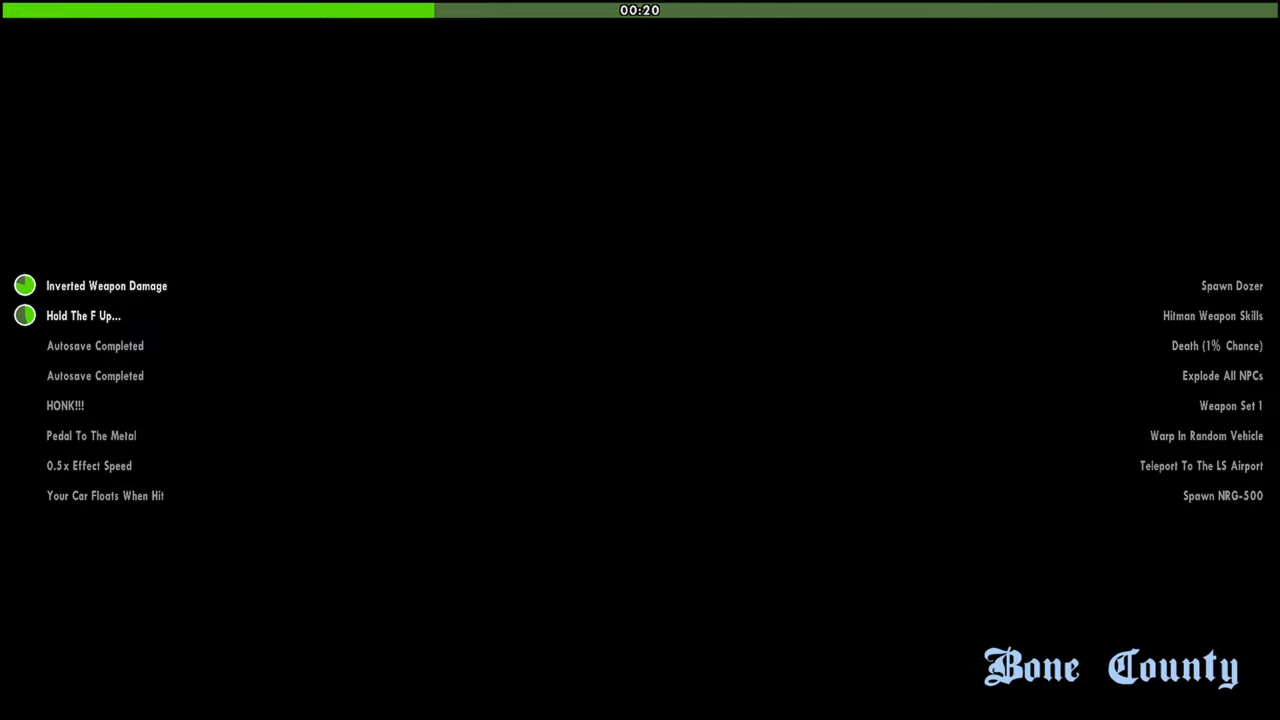 00:20
Inverted Weapon Damage
Spawn Dozer
Hold The F Up...
Hitman Weapon Skills
Autosave Completed
Death (1% Chance)
Autosave Completed
Explode All NPCs
HONK!!!
Weapon Set 1
Pedal To The Metal
Warp In Random Vehicle
0.5x Effect Speed
Teleport To The LS Airport
Your Car Floats When Hit
Spawn NRG-500
Bone County